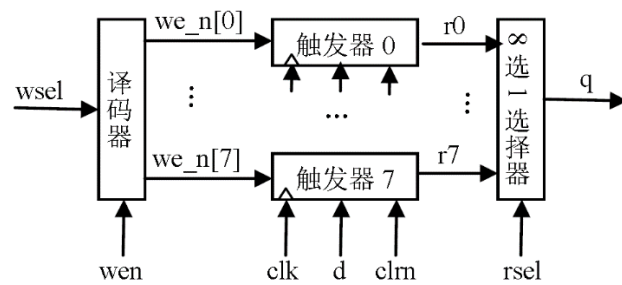 wsel
译码器
wen
we_n[0]
⋮
we_n[7]
触发器 0
...
触发器 7
clk
d
clrn
r0
⋮
r7
8选1选择器
rsel
q